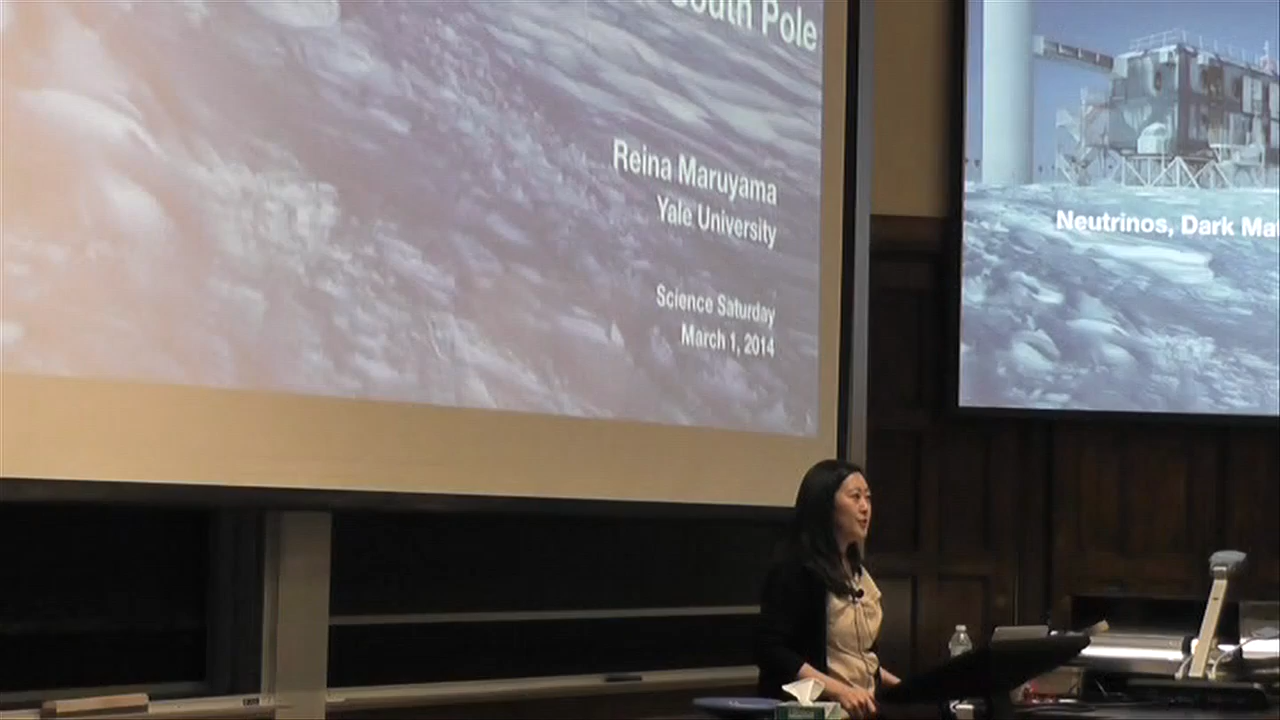 South Pole
Reina Maruyama
Yale University
Science Saturday
March 1, 2014
Neutrinos, Dark Ma